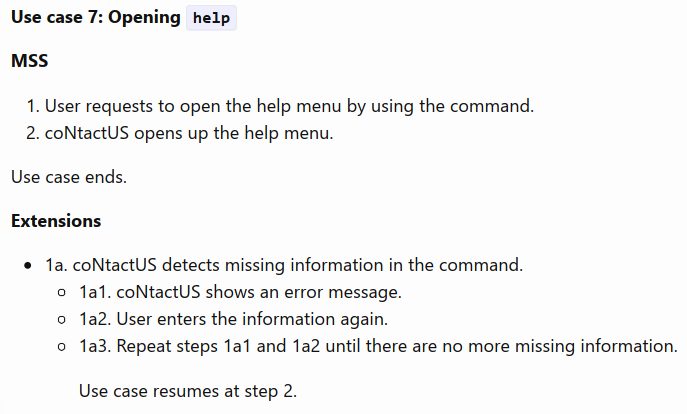 Use case 7: Opening help
MSS
1. User requests to open the help menu by using the command.
2. coNtactUS opens up the help menu.
Use case ends.
Extensions
• 1a. coNtactUS detects missing information in the command.
○ 1a1. coNtactUS shows an error message.
○ 1a2. User enters the information again.
○ 1a3. Repeat steps 1a1 and 1a2 until there are no more missing information.
Use case resumes at step 2.